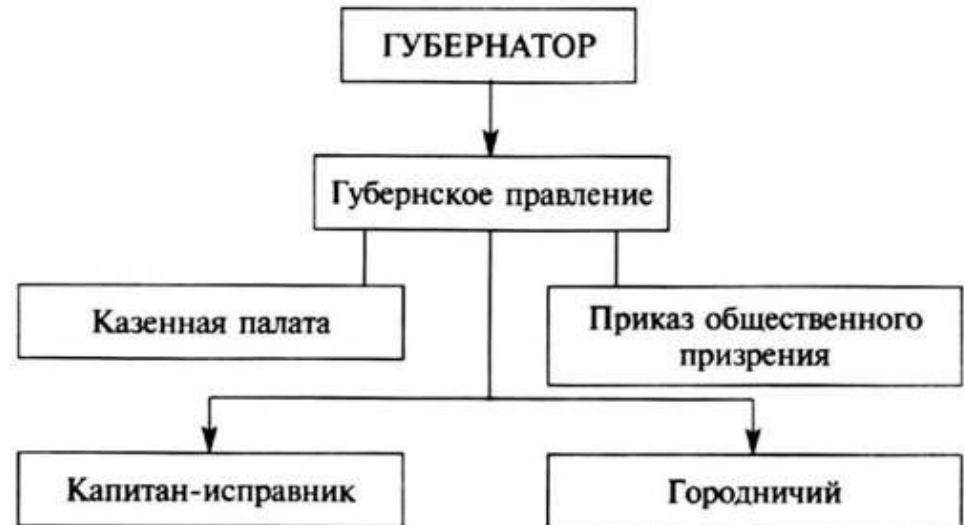 ГУБЕРНАТОР
Губернское правление
Казенная палата
Приказ общественного
призрения
Капитан-исправник
Городничий